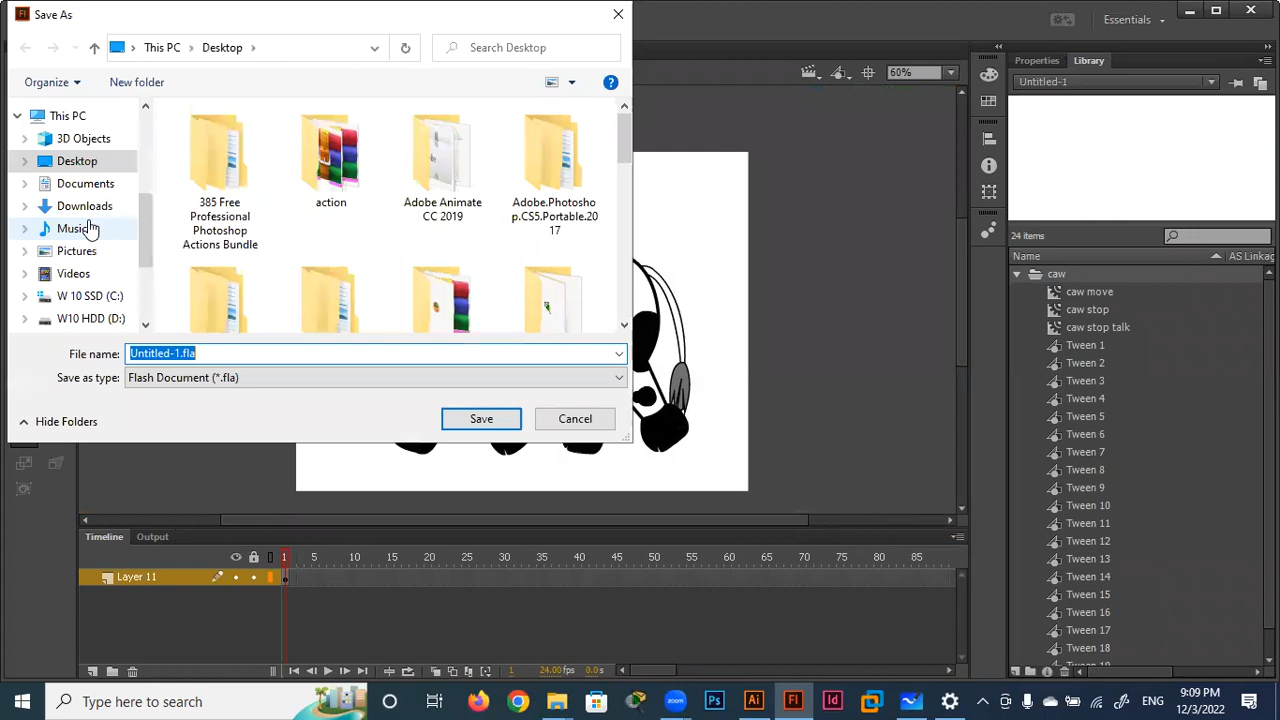 Save As
Essentials
This PC
Desktop
Search Desktop
60%
Properties
Library
Organize
New folder
Untitled-1
This PC
3D Objects
Desktop
Documents
Downloads
Music
Pictures
Videos
W 10 SSD (C:)
W10 HDD (D:)
385 Free
Professional
Photoshop
Actions Bundle
action
Adobe Animate
CC 2019
Adobe.Photosho
p.CS5.Portable.20
17
24 items
Name
AS Linkag
caw
caw move
caw stop
caw stop talk
Tween 1
Tween 2
Tween 3
Tween 4
Tween 5
Tween 6
Tween 7
Tween 8
Tween 9
Tween 10
Tween 11
Tween 12
Tween 13
Tween 14
Tween 15
Tween 16
Tween 17
Tween 18
File name:
Untitled-1.fla
Save as type:
Flash Document (*.fla)
Hide Folders
Save
Cancel
Timeline
Output
1 5 10 15 20 25 30 35 40 45 50 55 60 65 70 75 80 85
Layer 11
1 24.00 fps 0.0 s
Type here to search
Ps
Ai
Fl
Id
zoom
ENG
9:09 PM
12/3/2022